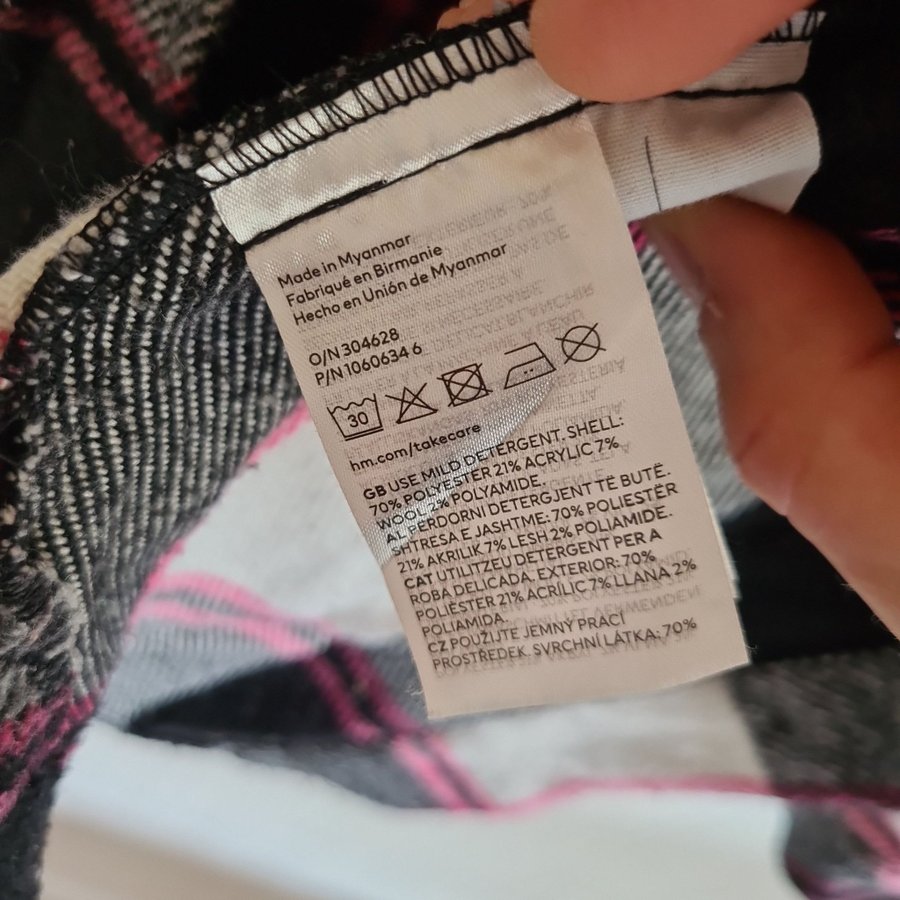 Made in Myanmar
Fabriqué en Birmanie
Hecho en Unión de Myanmar
O/N 304628
P/N 1060634 6
30
hm.com/takecare
GB USE MILD DETERGENT. SHELL:
70% POLYESTER 21% ACRYLIC 7%
WOOL 2% POLYAMIDE.
AL PËRDORNI DETERGJENT TË BUTË.
SHTRESA E JASHTME: 70% POLIESTËR
21% AKRILIK 7% LESH 2% POLIAMIDE.
CAT UTILITZEU DETERGENT PER A
ROBA DELICADA. EXTERIOR: 70%
POLIÈSTER 21% ACRÍLIC 7% LLANA 2%
POLIAMIDA.
CZ POUŽIJTE JEMNÝ PRACÍ
PROSTŘEDEK. SVRCHNÍ LÁTKA: 70%